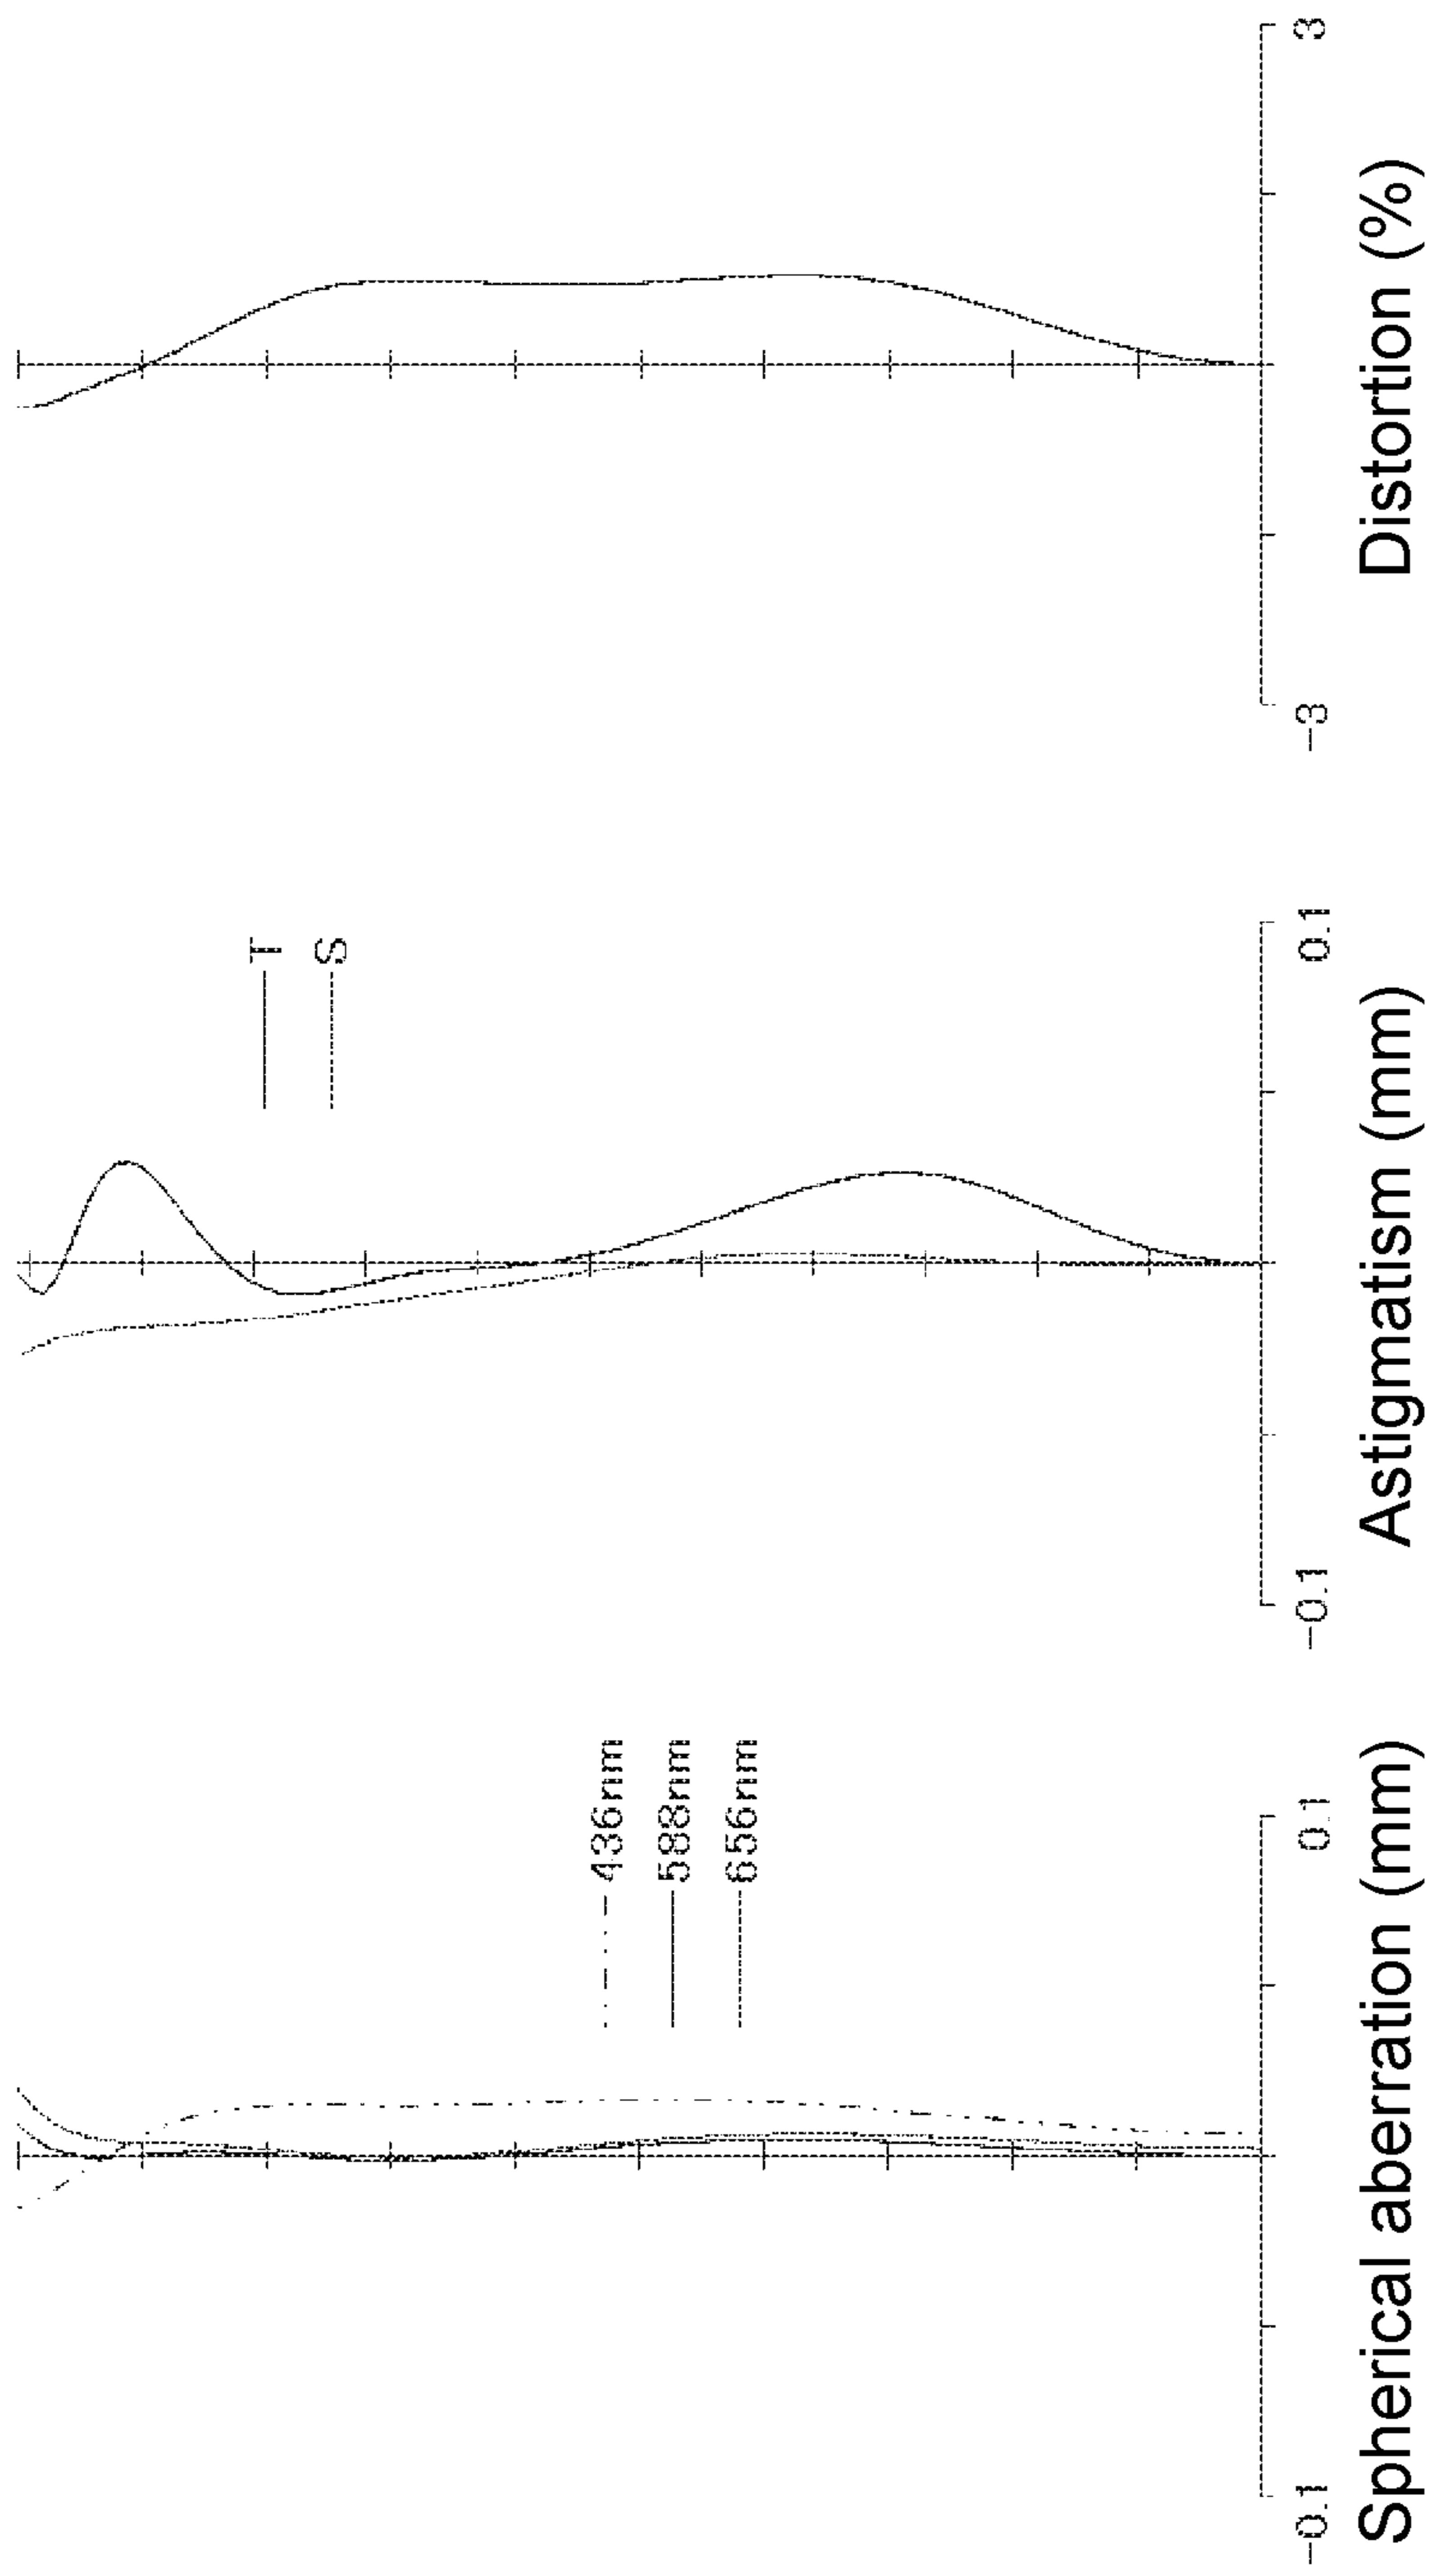 436nm
588nm
656nm
-0.1
0.1
Spherical aberration (mm)
T
S
-0.1
0.1
Astigmatism (mm)
-3
3
Distortion (%)